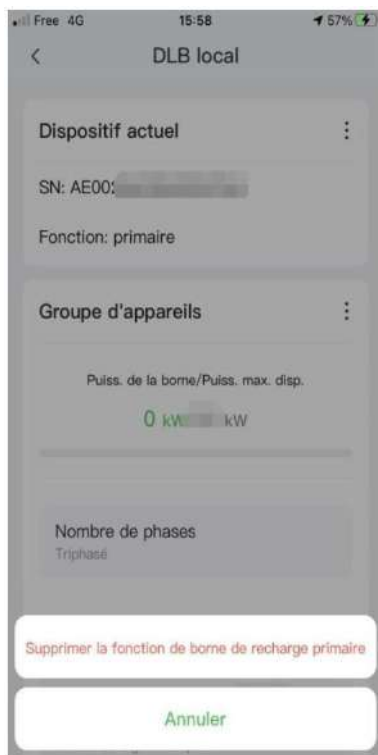 Free 4G 15:58 57%
DLB local
Dispositif actuel
SN: AE002
Fonction: primaire
Groupe d'appareils
Puiss. de la borne/Puiss. max. disp.
0 kW kW
Nombre de phases
Triphasé
Supprimer la fonction de borne de recharge primaire
Annuler